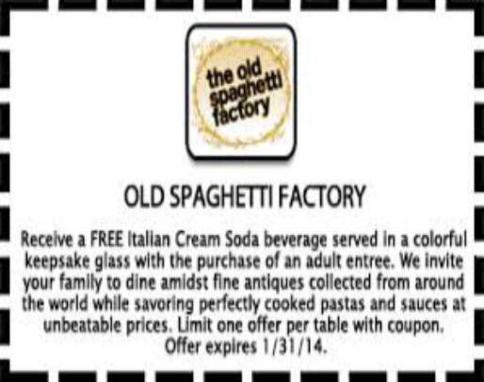 the old
spaghetti
factory
OLD SPAGHETTI FACTORY
Receive a FREE Italian Cream Soda beverage served in a colorful
keepsake glass with the purchase of an adult entree. We invite
your family to dine amidst fine antiques collected from around
the world while savoring perfectly cooked pastas and sauces at
unbeatable prices. Limit one offer per table with coupon.
Offer expires 1/31/14.